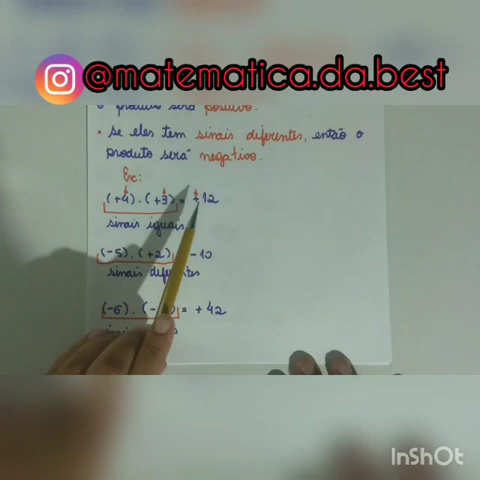 @matematica.da.best
o produto será positivo.
• se eles tem sinais diferentes, então o
produto será negativo.
Ex:
(+4).(+3) = +12
sinais iguais
(-5).(+2) -10
sinais diferentes
(-6).(- ) = +42
InShOt